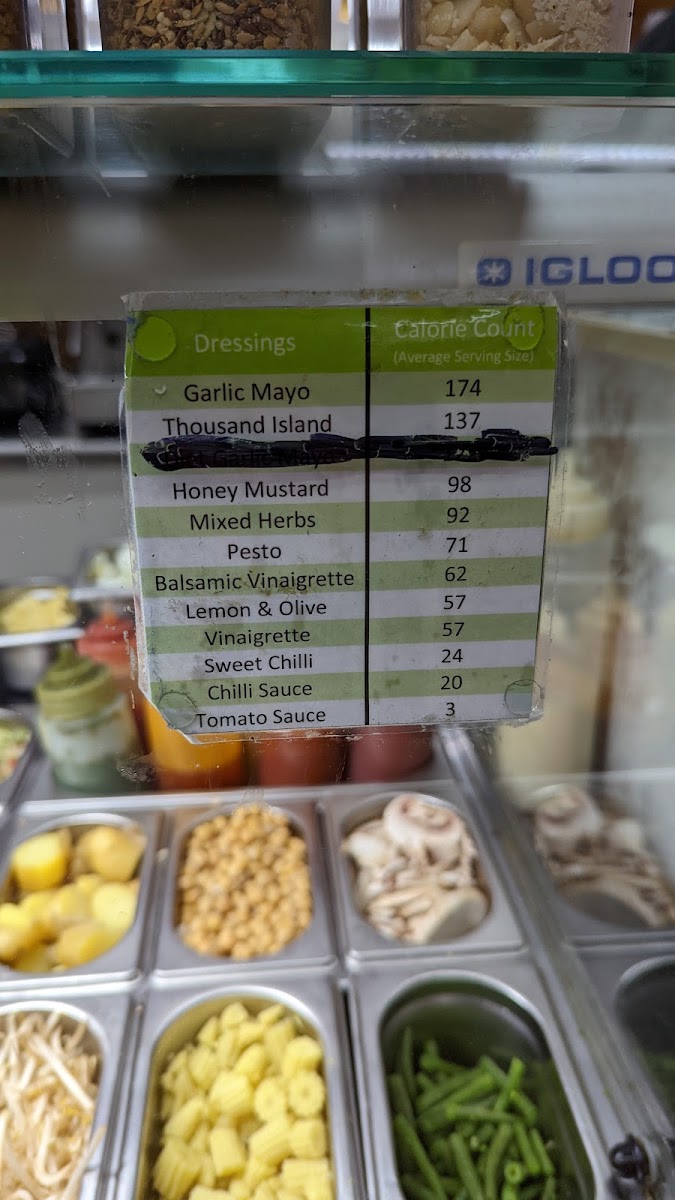 IGLOO
Dressings Calorie Count
(Average Serving Size)
Garlic Mayo 174
Thousand Island 137
Honey Mustard 98
Mixed Herbs 92
Pesto 71
Balsamic Vinaigrette 62
Lemon & Olive 57
Vinaigrette 57
Sweet Chilli 24
Chilli Sauce 20
Tomato Sauce 3